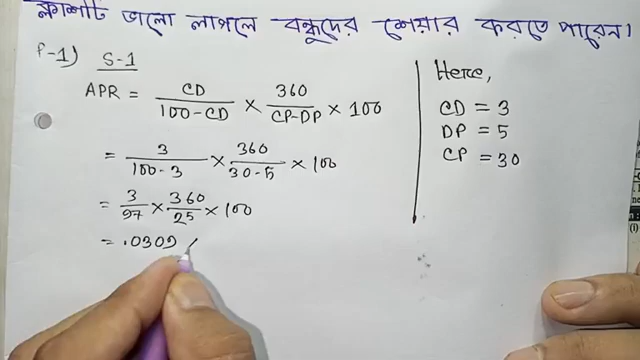 ক্লাশটি ভালো লাগলে বন্ধুদের শেয়ার করতে পারেন।
P-1) S-1
APR = CD/100-CD × 360/CP-DP × 100
= 3/100-3 × 360/30-5 × 100
= 3/97 × 360/25 × 100
= .0309
Here,
CD = 3
DP = 5
CP = 30
(i)